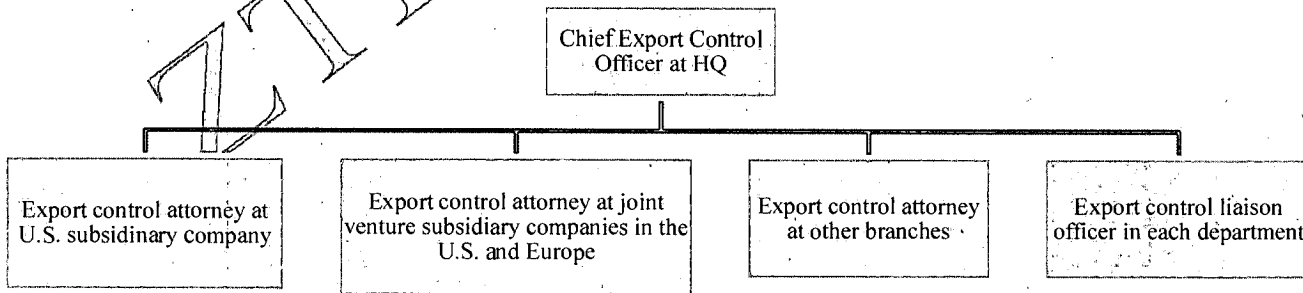 Chief Export Control
Officer at HQ
Export control attorney at
U.S. subsidinary company
Export control attorney at joint
venture subsidiary companies in the
U.S. and Europe
Export control attorney
at other branches
Export control liaison
officer in each department